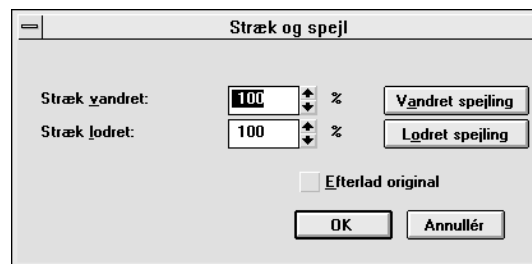 Stræk og spejl
Stræk vandret: 100 % Vandret spejling
Stræk lodret: 100 % Lodret spejling
Efterlad original
OK Annullér